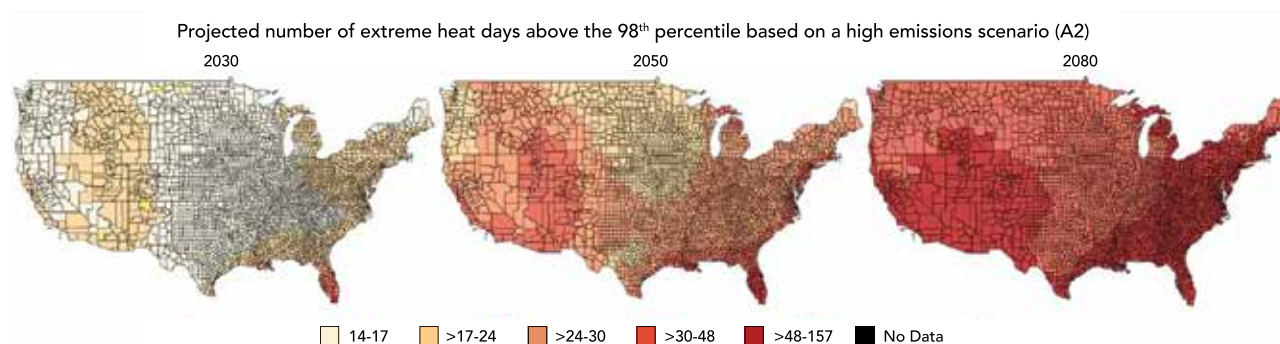 Projected number of extreme heat days above the 98th percentile based on a high emissions scenario (A2)
2030 2050 2080
14-17 >17-24 >24-30 >30-48 >48-157 No Data